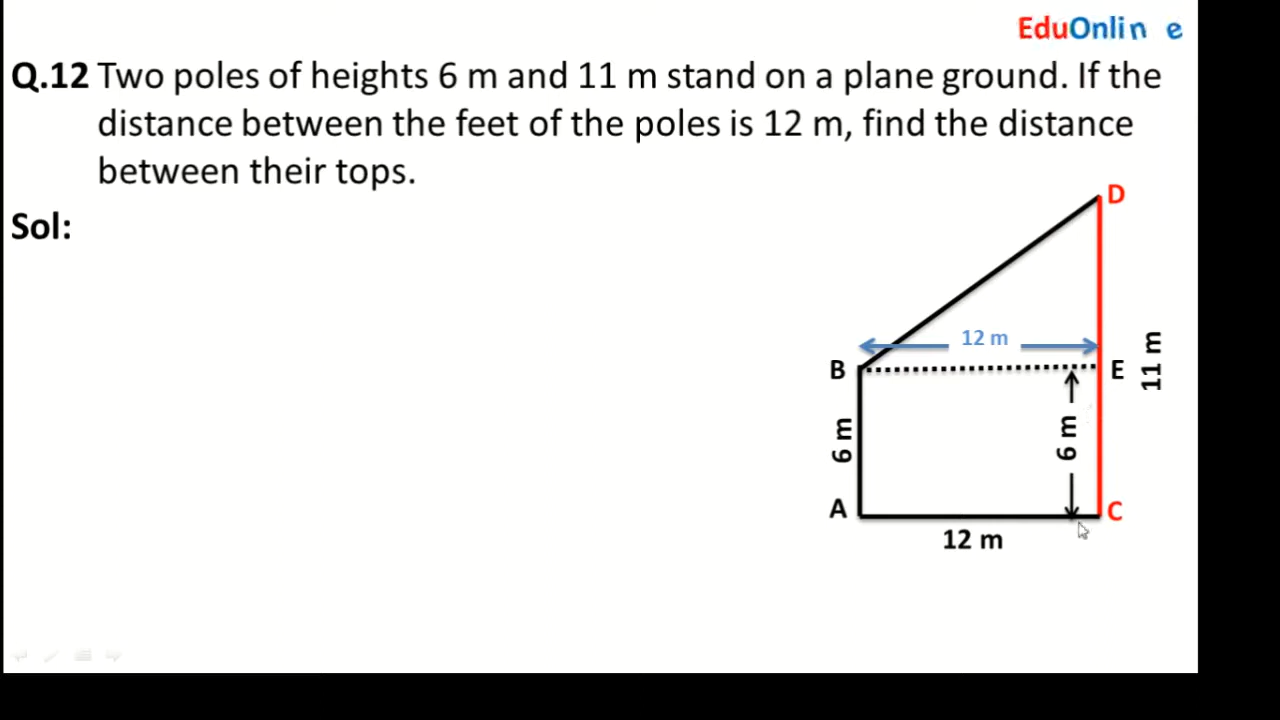 EduOnlin e
Q.12 Two poles of heights 6 m and 11 m stand on a plane ground. If the
distance between the feet of the poles is 12 m, find the distance
between their tops.
Sol:
D
12 m
B
E
11 m
6 m
6 m
A
C
12 m